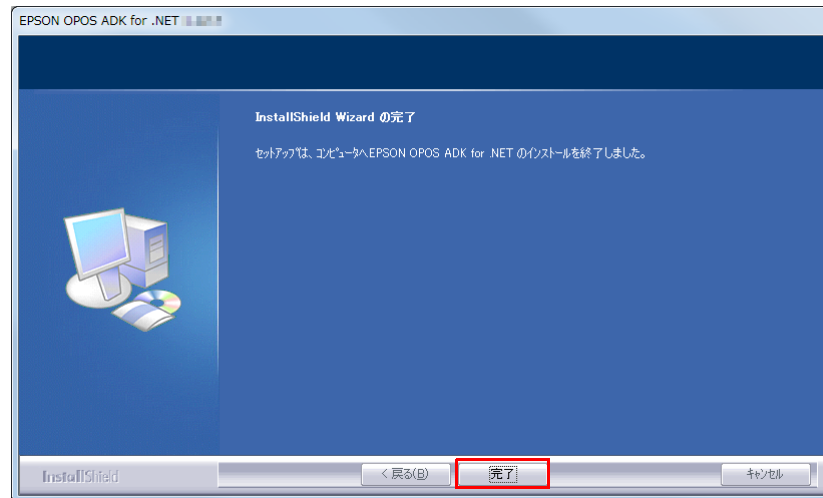 EPSON OPOS ADK for .NET
InstallShield Wizard の完了
セットアップは、コンピュータへEPSON OPOS ADK for .NET のインストールを終了しました。
InstallShield
< 戻る(B)
完了
キャンセル